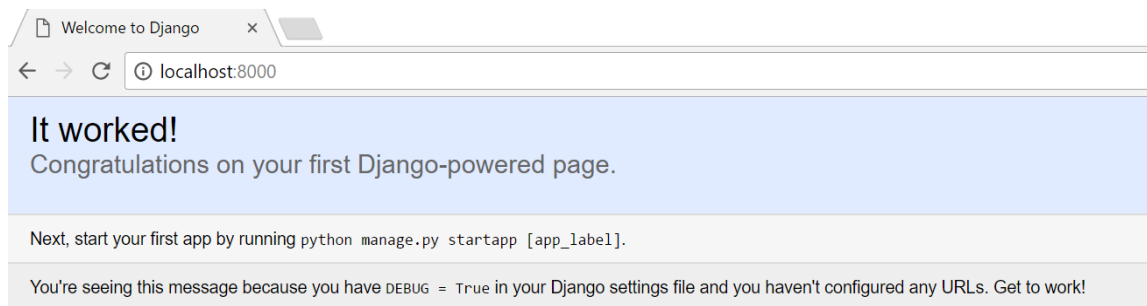 Welcome to Django
localhost:8000
It worked!
Congratulations on your first Django-powered page.
Next, start your first app by running python manage.py startapp [app_label].
You're seeing this message because you have DEBUG = True in your Django settings file and you haven't configured any URLs. Get to work!